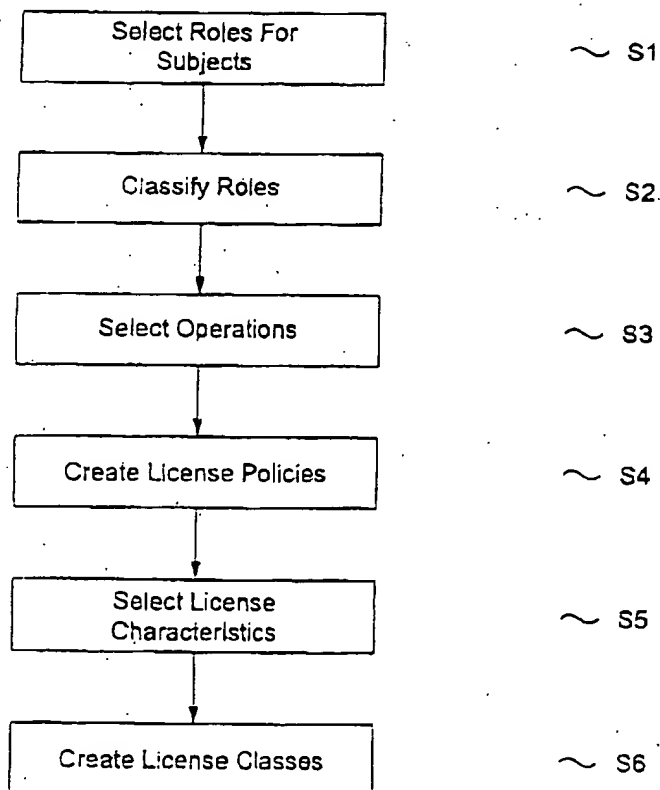 Select Roles For
Subjects
~ S1
Classify Roles
~ S2
Select Operations
~ S3
Create License Policies
~ S4
Select License
Characteristics
~ S5
Create License Classes
~ S6